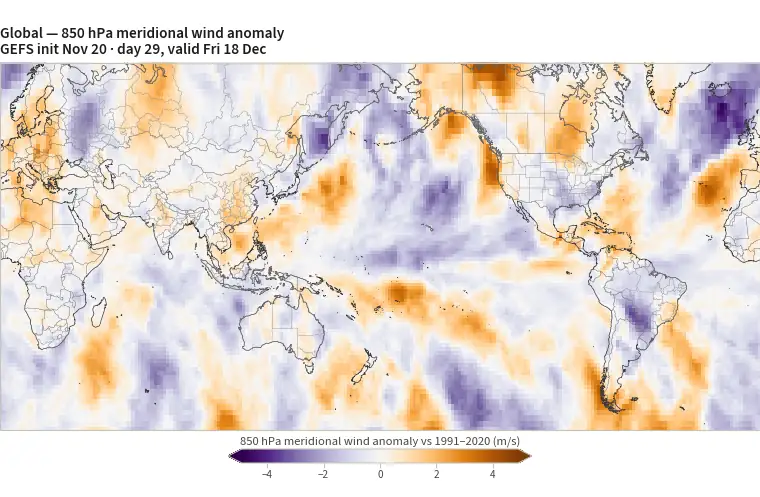 Global — 850 hPa meridional wind anomaly
GEFS init Nov 20 · day 29, valid Fri 18 Dec
850 hPa meridional wind anomaly vs 1991–2020 (m/s)
−4 −2 0 2 4